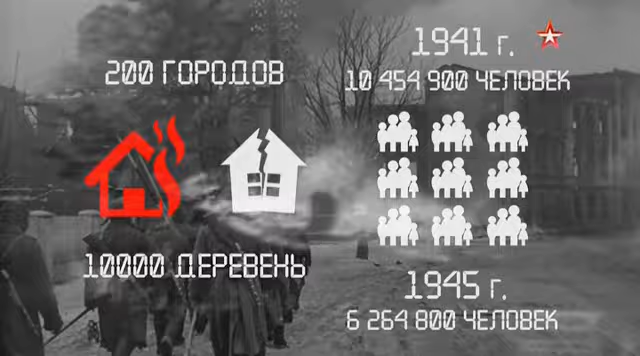 200 ГОРОДОВ
10000 ДЕРЕВЕНЬ
1941 г.
10 454 900 ЧЕЛОВЕК
1945 г.
6 264 800 ЧЕЛОВЕК